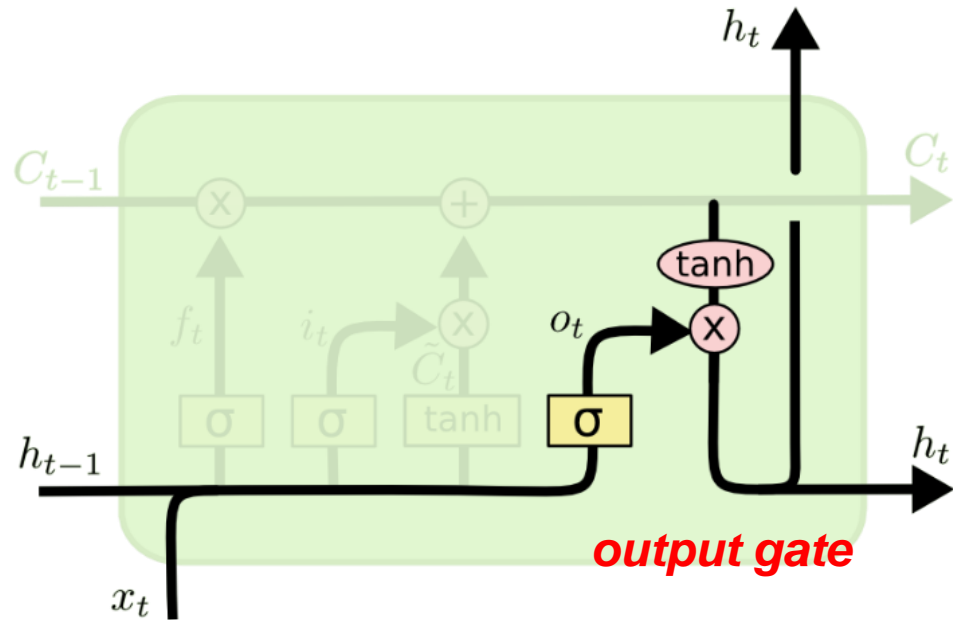 h_t
C_{t-1}
C_t
x
+
tanh
f_t
i_t
x
o_t
x
C̃_t
σ
σ
tanh
σ
h_{t-1}
h_t
output gate
x_t